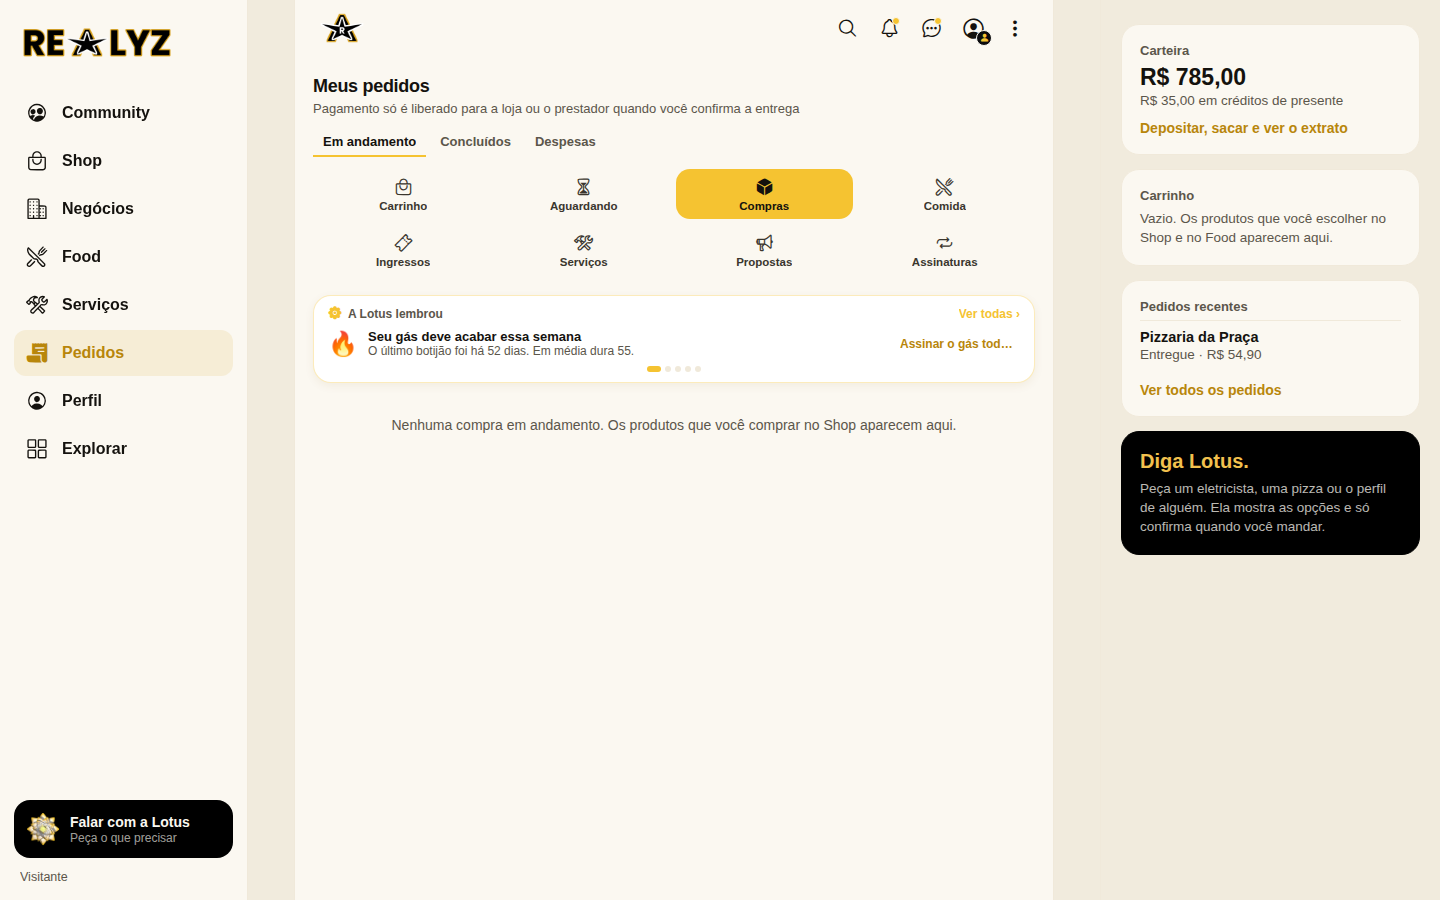 RE★LYZ
Community
Shop
Negócios
Food
Serviços
Pedidos
Perfil
Explorar
Falar com a Lotus
Peça o que precisar
Visitante
R
Meus pedidos
Pagamento só é liberado para a loja ou o prestador quando você confirma a entrega
Em andamento Concluídos Despesas
Carrinho Aguardando Compras Comida
Ingressos Serviços Propostas Assinaturas
A Lotus lembrou Ver todas ›
Seu gás deve acabar essa semana
O último botijão foi há 52 dias. Em média dura 55.
Assinar o gás tod…
Nenhuma compra em andamento. Os produtos que você comprar no Shop aparecem aqui.
Carteira
R$ 785,00
R$ 35,00 em créditos de presente
Depositar, sacar e ver o extrato
Carrinho
Vazio. Os produtos que você escolher no
Shop e no Food aparecem aqui.
Pedidos recentes
Pizzaria da Praça
Entregue · R$ 54,90
Ver todos os pedidos
Diga Lotus.
Peça um eletricista, uma pizza ou o perfil
de alguém. Ela mostra as opções e só
confirma quando você mandar.